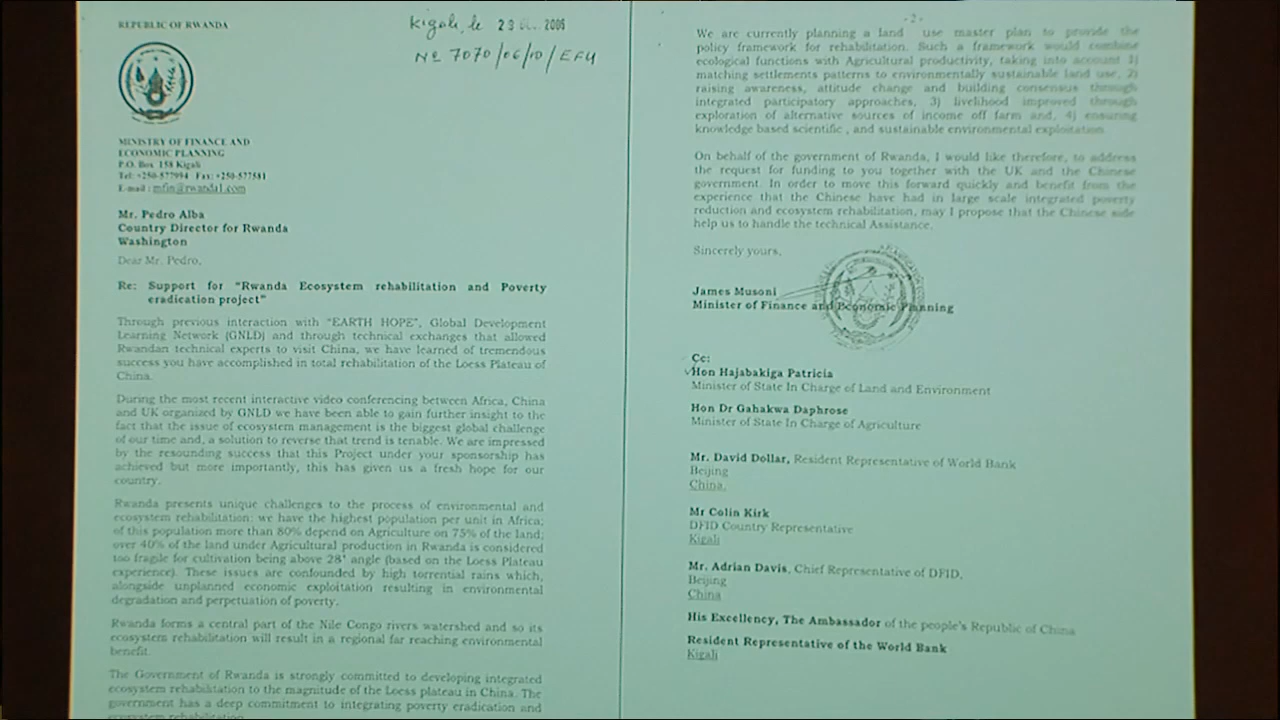 REPUBLIC OF RWANDA
Kigali, le 23 2006
No 7070/06/10/EFU
MINISTRY OF FINANCE AND
ECONOMIC PLANNING
P.O. Box 158 Kigali
Tel: +250-577994 Fax: +250-577581
E-mail : mfin@rwanda1.com
Mr. Pedro Alba
Country Director for Rwanda
Washington
Dear Mr. Pedro,
Re: Support for "Rwanda Ecosystem rehabilitation and Poverty
eradication project"
Through previous interaction with "EARTH HOPE", Global Development
Learning Network (GNLD) and through technical exchanges that allowed
Rwandan technical experts to visit China, we have learned of tremendous
success you have accomplished in total rehabilitation of the Loess Plateau of
China.
During the most recent interactive video conferencing between Africa, China
and UK organized by GNLD we have been able to gain further insight to the
fact that the issue of ecosystem management is the biggest global challenge
of our time and, a solution to reverse that trend is tenable. We are impressed
by the resounding success that this Project under your sponsorship has
achieved but more importantly, this has given us a fresh hope for our
country.
Rwanda presents unique challenges to the process of environmental and
ecosystem rehabilitation; we have the highest population per unit in Africa;
of this population more than 80% depend on Agriculture on 75% of the land;
over 40% of the land under Agricultural production in Rwanda is considered
too fragile for cultivation being above 28° angle (based on the Loess Plateau
experience). These issues are confounded by high torrential rains which,
alongside unplanned economic exploitation resulting in environmental
degradation and perpetuation of poverty.
Rwanda forms a central part of the Nile Congo rivers watershed and so its
ecosystem rehabilitation will result in a regional far reaching environmental
benefit.
The Government of Rwanda is strongly committed to developing integrated
ecosystem rehabilitation to the magnitude of the Loess plateau in China. The
government has a deep commitment to integrating poverty eradication and
ecosystem rehabilitation.
-2-
We are currently planning a land use master plan to provide the
policy framework for rehabilitation. Such a framework would combine
ecological functions with Agricultural productivity, taking into account 1)
matching settlements patterns to environmentally sustainable land use, 2)
raising awareness, attitude change and building consensus through
integrated participatory approaches, 3) livelihood improved through
exploration of alternative sources of income off farm and, 4) ensuring
knowledge based scientific , and sustainable environmental exploitation.
On behalf of the government of Rwanda, I would like therefore, to address
the request for funding to you together with the UK and the Chinese
government. In order to move this forward quickly and benefit from the
experience that the Chinese have had in large scale integrated poverty
reduction and ecosystem rehabilitation, may I propose that the Chinese side
help us to handle the technical Assistance.
Sincerely yours,
James Musoni
Minister of Finance and Economic Planning
Cc:
Hon Hajabakiga Patricia
Minister of State In Charge of Land and Environment
Hon Dr Gahakwa Daphrose
Minister of State In Charge of Agriculture
Mr. David Dollar, Resident Representative of World Bank
Beijing
China.
Mr Colin Kirk
DFID Country Representative
Kigali
Mr. Adrian Davis, Chief Representative of DFID,
Beijing
China
His Excellency, The Ambassador of the people's Republic of China
Resident Representative of the World Bank
Kigali